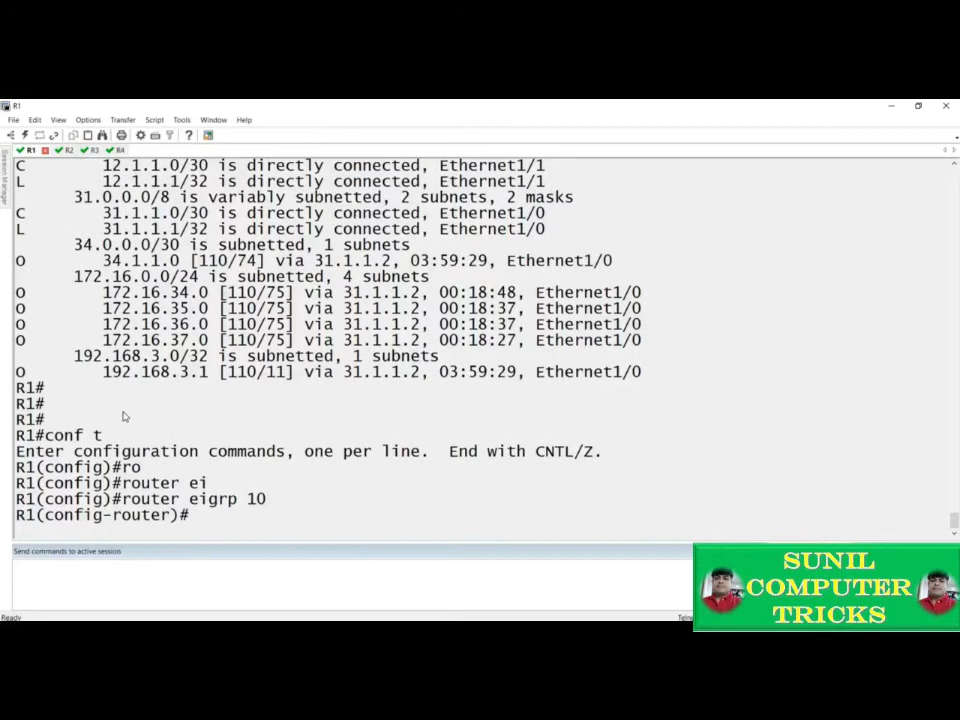 R1
File Edit View Options Transfer Script Tools Window Help
R1 R2 R3 R4
Session Manager
C 12.1.1.0/30 is directly connected, Ethernet1/1
L 12.1.1.1/32 is directly connected, Ethernet1/1
31.0.0.0/8 is variably subnetted, 2 subnets, 2 masks
C 31.1.1.0/30 is directly connected, Ethernet1/0
L 31.1.1.1/32 is directly connected, Ethernet1/0
34.0.0.0/30 is subnetted, 1 subnets
O 34.1.1.0 [110/74] via 31.1.1.2, 03:59:29, Ethernet1/0
172.16.0.0/24 is subnetted, 4 subnets
O 172.16.34.0 [110/75] via 31.1.1.2, 00:18:48, Ethernet1/0
O 172.16.35.0 [110/75] via 31.1.1.2, 00:18:37, Ethernet1/0
O 172.16.36.0 [110/75] via 31.1.1.2, 00:18:37, Ethernet1/0
O 172.16.37.0 [110/75] via 31.1.1.2, 00:18:27, Ethernet1/0
192.168.3.0/32 is subnetted, 1 subnets
O 192.168.3.1 [110/11] via 31.1.1.2, 03:59:29, Ethernet1/0
R1#
R1#
R1#
R1#conf t
Enter configuration commands, one per line. End with CNTL/Z.
R1(config)#ro
R1(config)#router ei
R1(config)#router eigrp 10
R1(config-router)#
Send commands to active session
SUNIL
COMPUTER
TRICKS
Ready